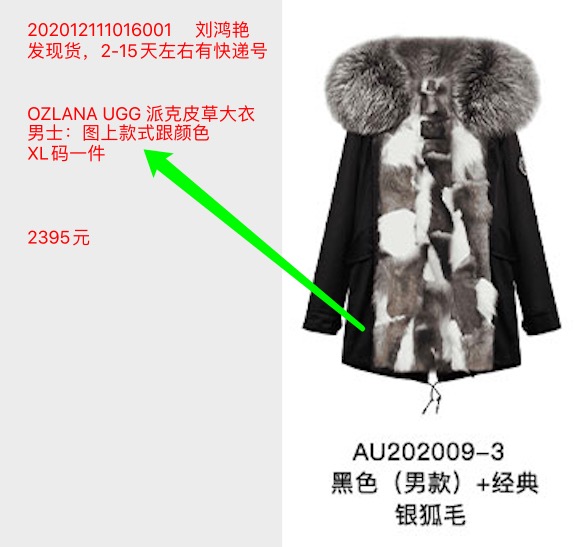 202012111016001 刘鸿艳
发现货，2-15天左右有快递号
OZLANA UGG 派克皮草大衣
男士：图上款式跟颜色
XL码一件
2395元
AU202009-3
黑色（男款）+经典
银狐毛